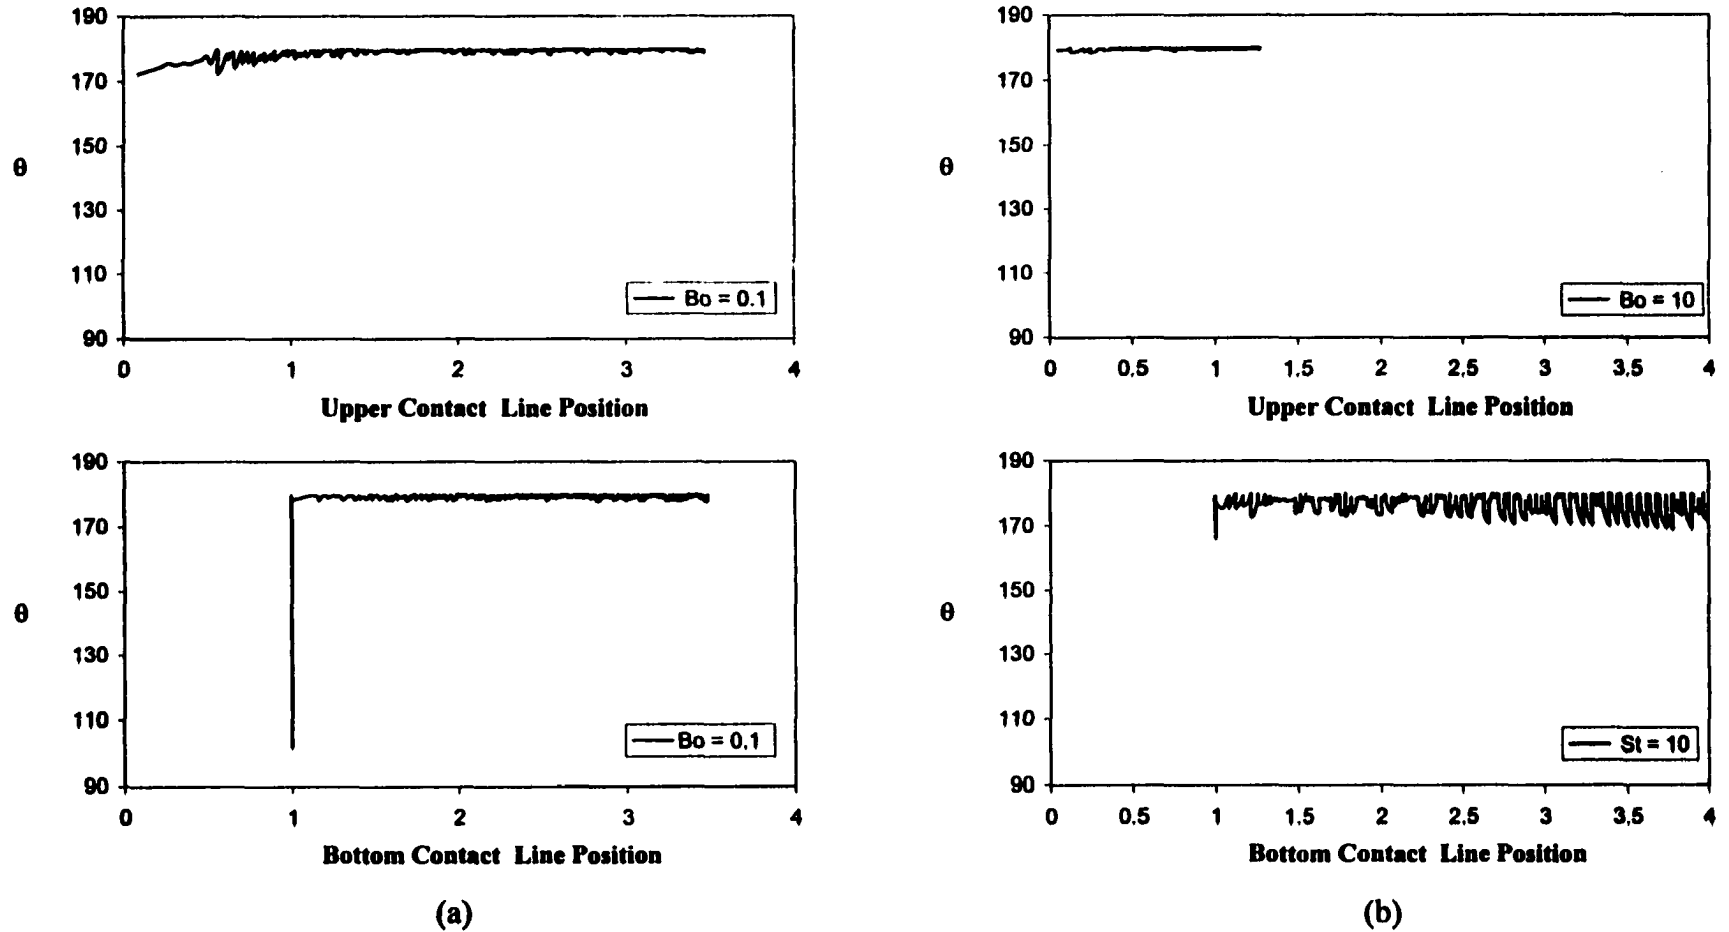 190
170
150
130
110
90
θ
Bo = 0.1
0 1 2 3 4
Upper Contact Line Position
190
170
150
130
110
90
θ
Bo = 10
0 0.5 1 1.5 2 2.5 3 3.5 4
Upper Contact Line Position
190
170
150
130
110
90
θ
Bo = 0.1
0 1 2 3 4
Bottom Contact Line Position
(a)
190
170
150
130
110
90
θ
St = 10
0 0.5 1 1.5 2 2.5 3 3.5 4
Bottom Contact Line Position
(b)